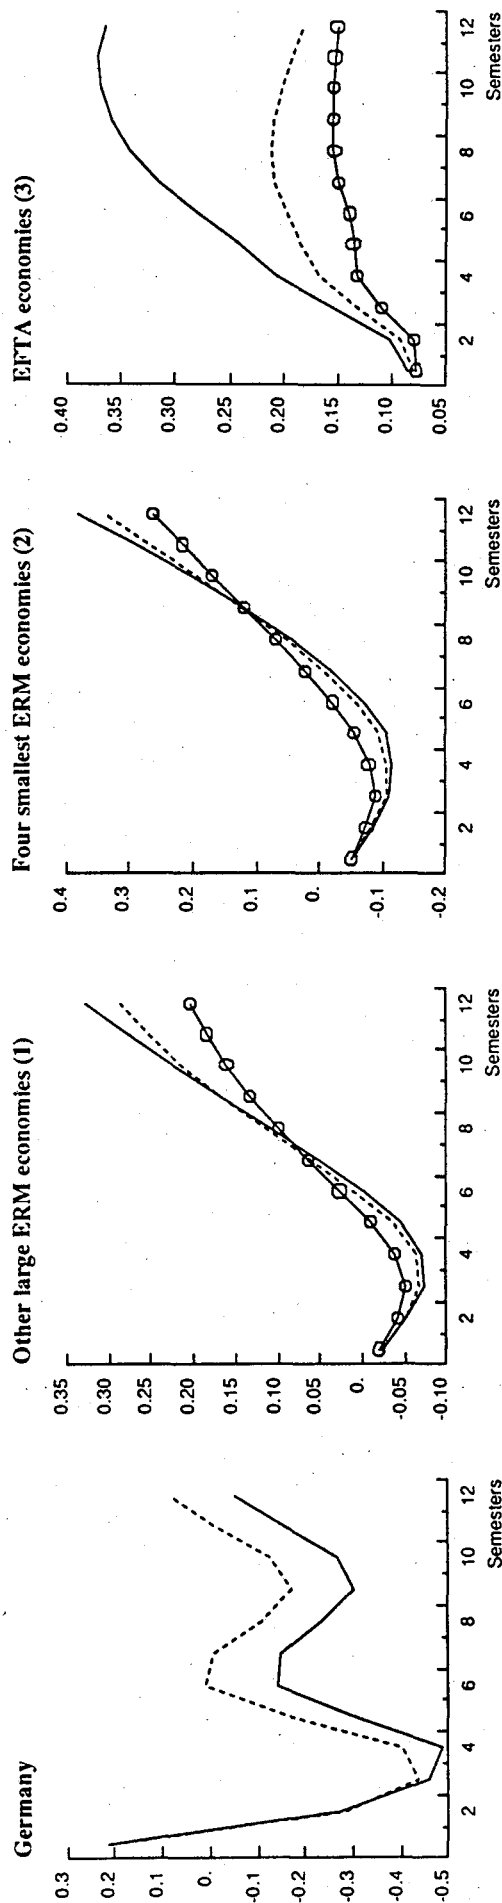 Germany
0.3
0.2
0.1
0.
-0.1
-0.2
-0.3
-0.4
-0.5
2 4 6 8 10 12
Semesters
Other large ERM economies (1)
0.35
0.30
0.25
0.20
0.15
0.10
0.05
0.
-0.05
-0.10
2 4 6 8 10 12
Semesters
Four smallest ERM economies (2)
0.4
0.3
0.2
0.1
0.
-0.1
-0.2
2 4 6 8 10 12
Semesters
EFTA economies (3)
0.40
0.35
0.30
0.25
0.20
0.15
0.10
0.05
2 4 6 8 10 12
Semesters